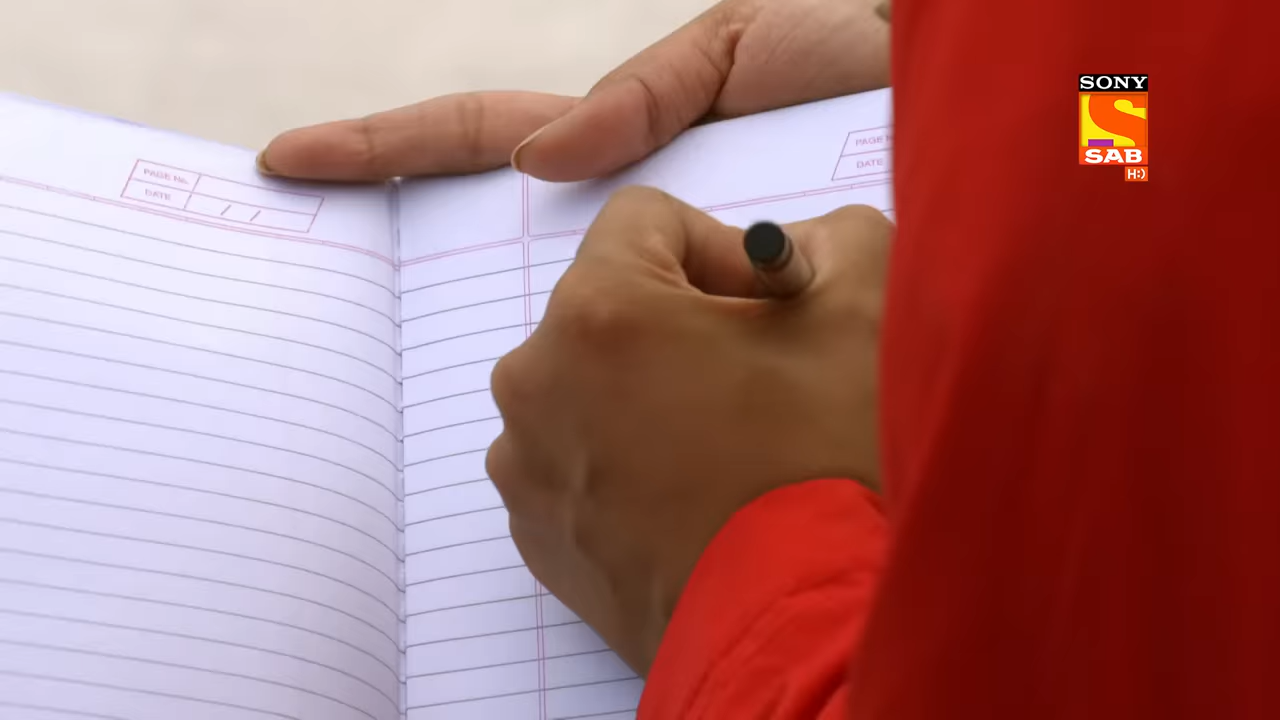 PAGE No.
DATE / /
PAGE N
DATE
SONY
S
SAB
HD